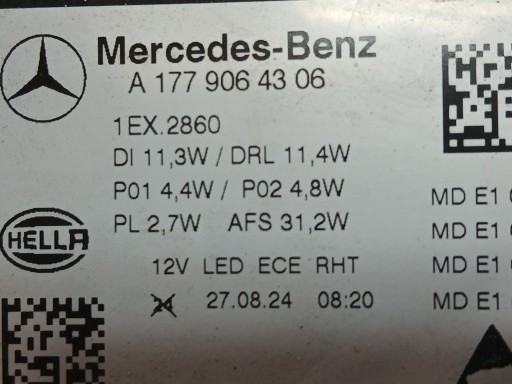 Mercedes-Benz
A 177 906 43 06
1EX.2860
DI 11,3W / DRL 11,4W
P01 4,4W / P02 4,8W
PL 2,7W AFS 31,2W
HELLA
12V LED ECE RHT
24 27.08.24 08:20
MD E1
MD E1
MD E1
MD E1